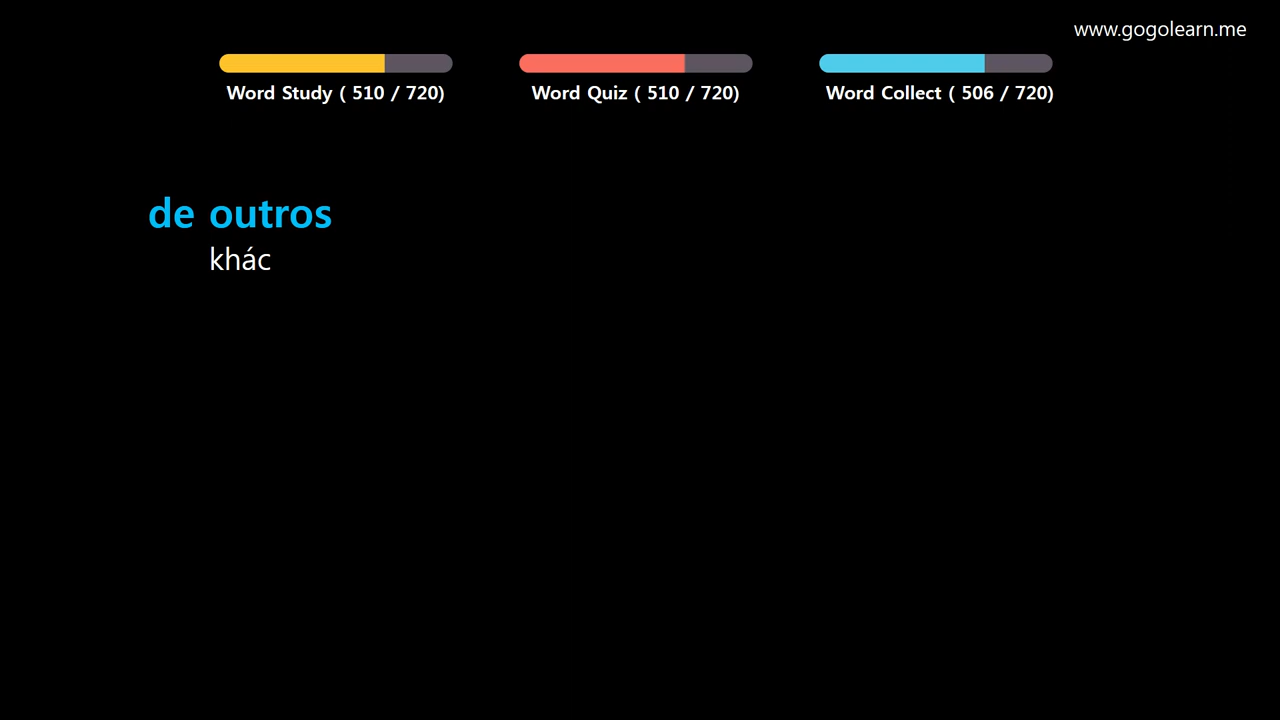 www.gogolearn.me
Word Study ( 510 / 720)
Word Quiz ( 510 / 720)
Word Collect ( 506 / 720)
de outros
khác